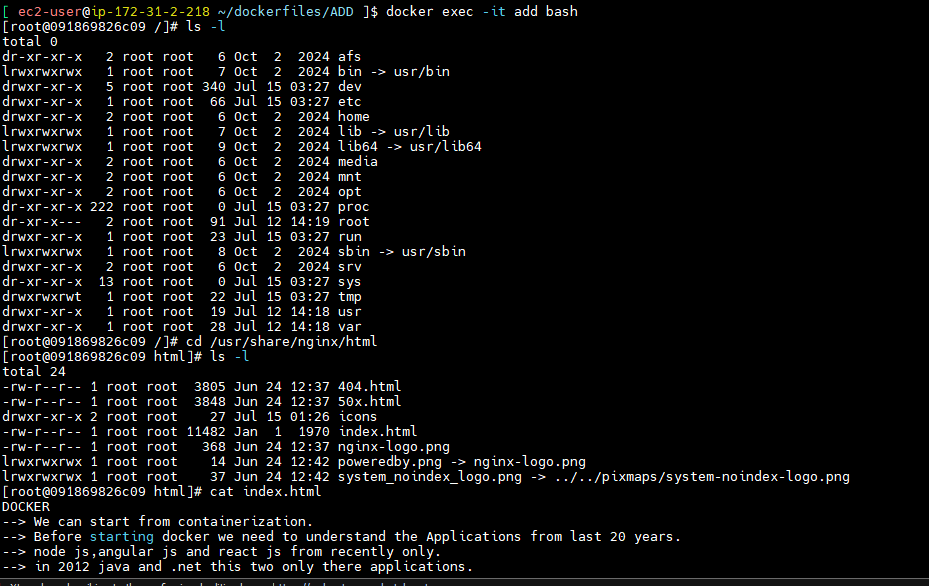 [ ec2-user@ip-172-31-2-218 ~/dockerfiles/ADD ]$ docker exec -it add bash
[root@091869826c09 /]# ls -l
total 0
dr-xr-xr-x   2 root root   6 Oct  2  2024 afs
lrwxrwxrwx   1 root root   7 Oct  2  2024 bin -> usr/bin
drwxr-xr-x   5 root root 340 Jul 15 03:27 dev
drwxr-xr-x   1 root root  66 Jul 15 03:27 etc
drwxr-xr-x   2 root root   6 Oct  2  2024 home
lrwxrwxrwx   1 root root   7 Oct  2  2024 lib -> usr/lib
lrwxrwxrwx   1 root root   9 Oct  2  2024 lib64 -> usr/lib64
drwxr-xr-x   2 root root   6 Oct  2  2024 media
drwxr-xr-x   2 root root   6 Oct  2  2024 mnt
drwxr-xr-x   2 root root   6 Oct  2  2024 opt
dr-xr-xr-x 222 root root   0 Jul 15 03:27 proc
dr-xr-x---   2 root root  91 Jul 12 14:19 root
drwxr-xr-x   1 root root  23 Jul 15 03:27 run
lrwxrwxrwx   1 root root   8 Oct  2  2024 sbin -> usr/sbin
drwxr-xr-x   2 root root   6 Oct  2  2024 srv
dr-xr-xr-x  13 root root   0 Jul 15 03:27 sys
drwxrwxrwt   1 root root  22 Jul 15 03:27 tmp
drwxr-xr-x   1 root root  19 Jul 12 14:18 usr
drwxr-xr-x   1 root root  28 Jul 12 14:18 var
[root@091869826c09 /]# cd /usr/share/nginx/html
[root@091869826c09 html]# ls -l
total 24
-rw-r--r-- 1 root root  3805 Jun 24 12:37 404.html
-rw-r--r-- 1 root root  3848 Jun 24 12:37 50x.html
drwxr-xr-x 2 root root    27 Jul 15 01:26 icons
-rw-r--r-- 1 root root 11482 Jan  1  1970 index.html
-rw-r--r-- 1 root root   368 Jun 24 12:37 nginx-logo.png
lrwxrwxrwx 1 root root    14 Jun 24 12:42 poweredby.png -> nginx-logo.png
lrwxrwxrwx 1 root root    37 Jun 24 12:42 system_noindex_logo.png -> ../../pixmaps/system-noindex-logo.png
[root@091869826c09 html]# cat index.html
DOCKER
--> We can start from containerization.
--> Before starting docker we need to understand the Applications from last 20 years.
--> node js,angular js and react js from recently only.
--> in 2012 java and .net this two only there applications.